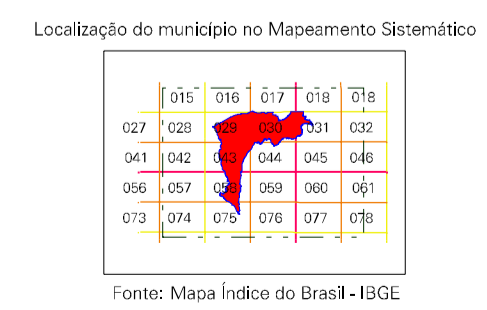 Localização do município no Mapeamento Sistemático
015 016 017 018 018
027 028 029 030 031 032
041 042 043 044 045 046
056 057 058 059 060 061
073 074 075 076 077 078
Fonte: Mapa Índice do Brasil - IBGE